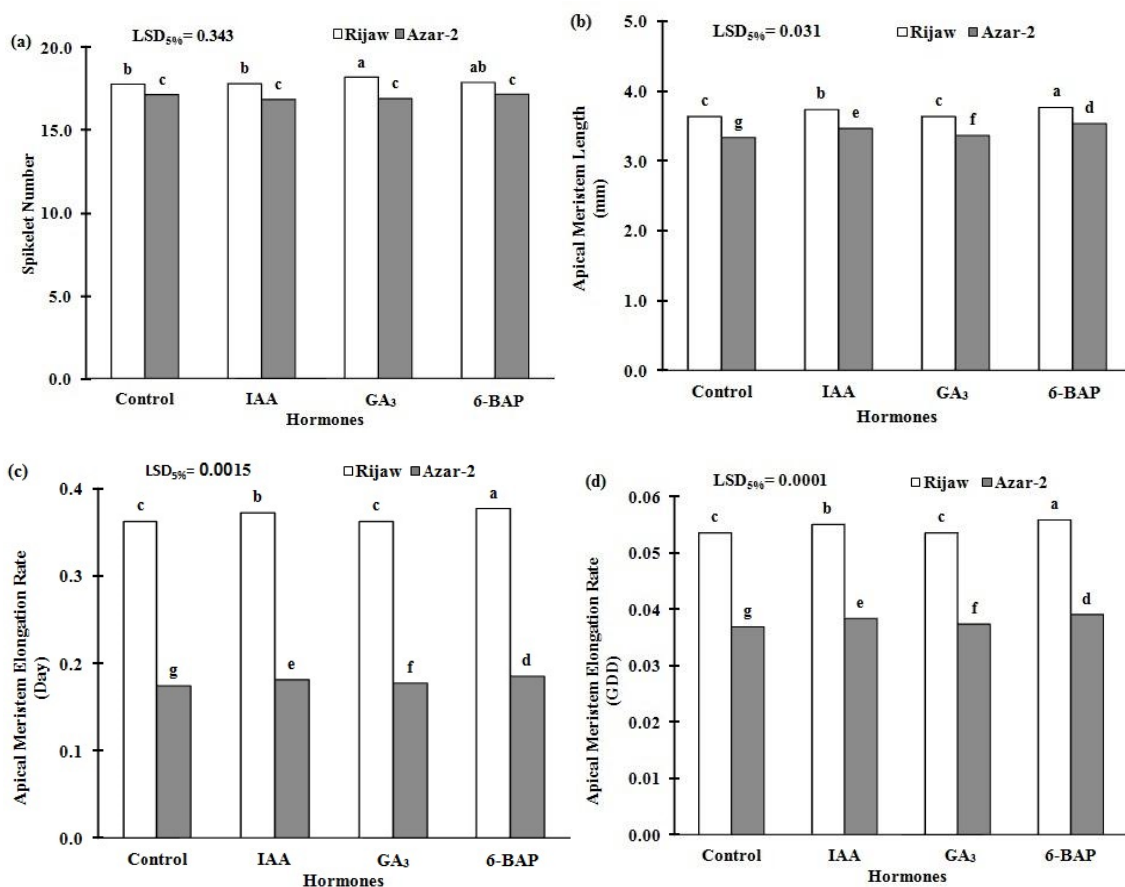 (a)
LSD5%= 0.343
Rijaw Azar-2
20.0
15.0
10.0
5.0
0.0
Spikelet Number
b c b c a c ab c
Control IAA GA3 6-BAP
Hormones
(b)
LSD5%= 0.031
Rijaw Azar-2
5.0
4.0
3.0
2.0
1.0
0.0
Apical Meristem Length
(mm)
c g b e c f a d
Control IAA GA3 6-BAP
Hormones
(c)
LSD5%= 0.0015
Rijaw Azar-2
0.4
0.3
0.2
0.1
0.0
Apical Meristem Elongation Rate
(Day)
c g b e c f a d
Control IAA GA3 6-BAP
Hormones
(d)
LSD5%= 0.0001
Rijaw Azar-2
0.06
0.05
0.04
0.03
0.02
0.01
0.00
Apical Meristem Elongation Rate
(GDD)
c g b e c f a d
Control IAA GA3 6-BAP
Hormones